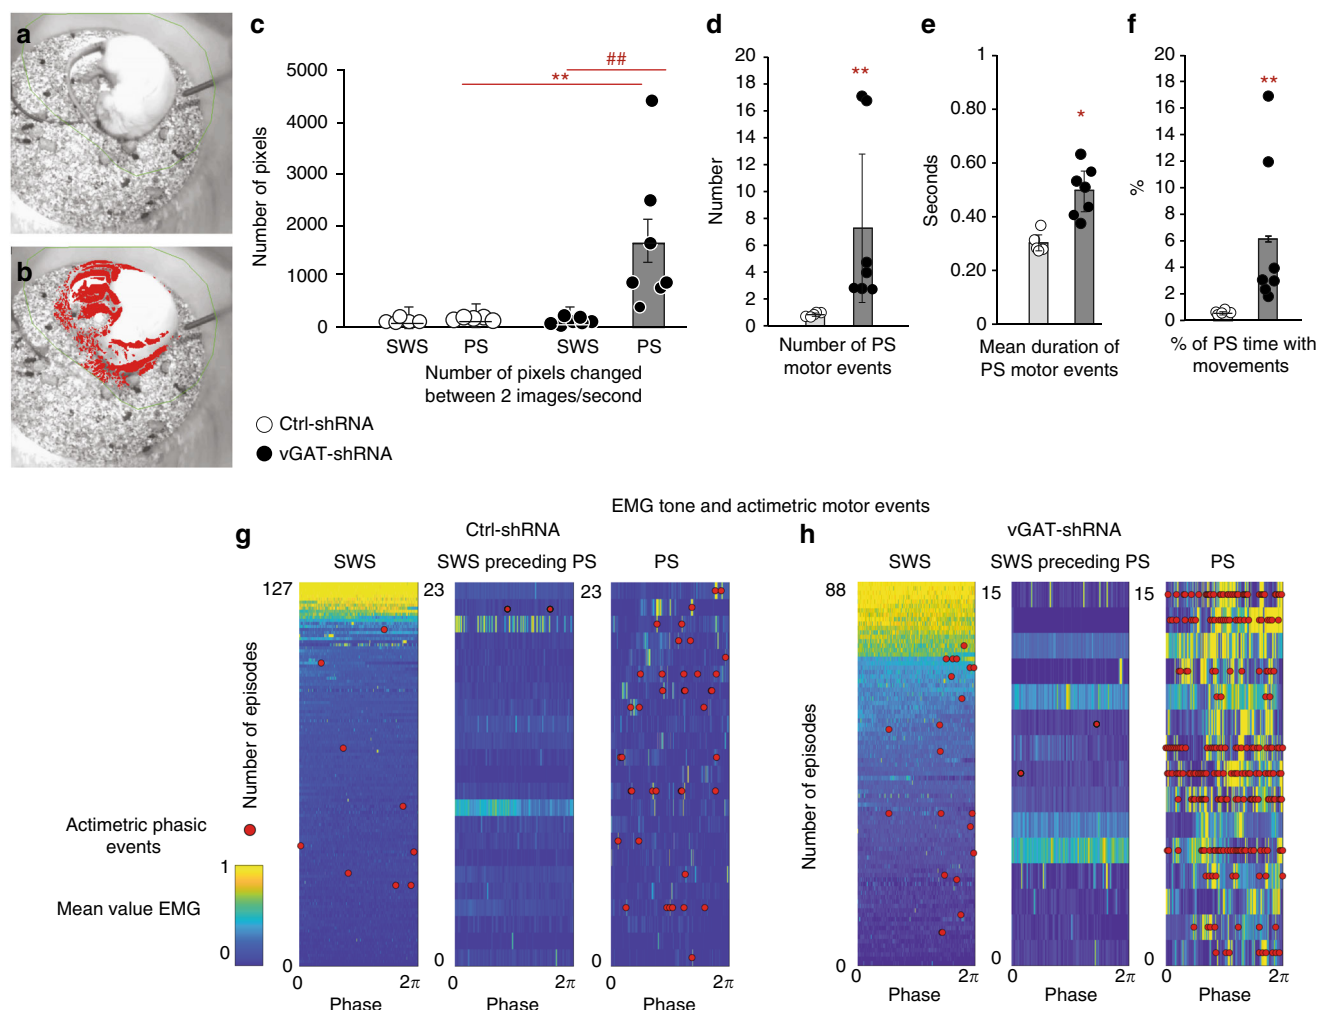 a
b
c
Number of pixels
5000
4000
3000
2000
1000
0
**
##
SWS
PS
SWS
PS
Number of pixels changed
between 2 images/second
Ctrl-shRNA
vGAT-shRNA
d
Number
20
18
16
14
12
10
8
6
4
2
0
**
Number of PS
motor events
e
Seconds
1
0.80
0.60
0.40
0.20
0
*
Mean duration of
PS motor events
f
%
20
18
16
14
12
10
8
6
4
2
0
**
% of PS time with
movements
EMG tone and actimetric motor events
g
Ctrl-shRNA
SWS
SWS preceding PS
PS
127
23
23
Number of episodes
0
0
0
0
2π
0
2π
0
2π
Phase
Phase
Phase
Actimetric phasic
events
Mean value EMG
1
0
h
vGAT-shRNA
SWS
SWS preceding PS
PS
88
15
15
Number of episodes
0
0
0
0
2π
0
2π
0
2π
Phase
Phase
Phase